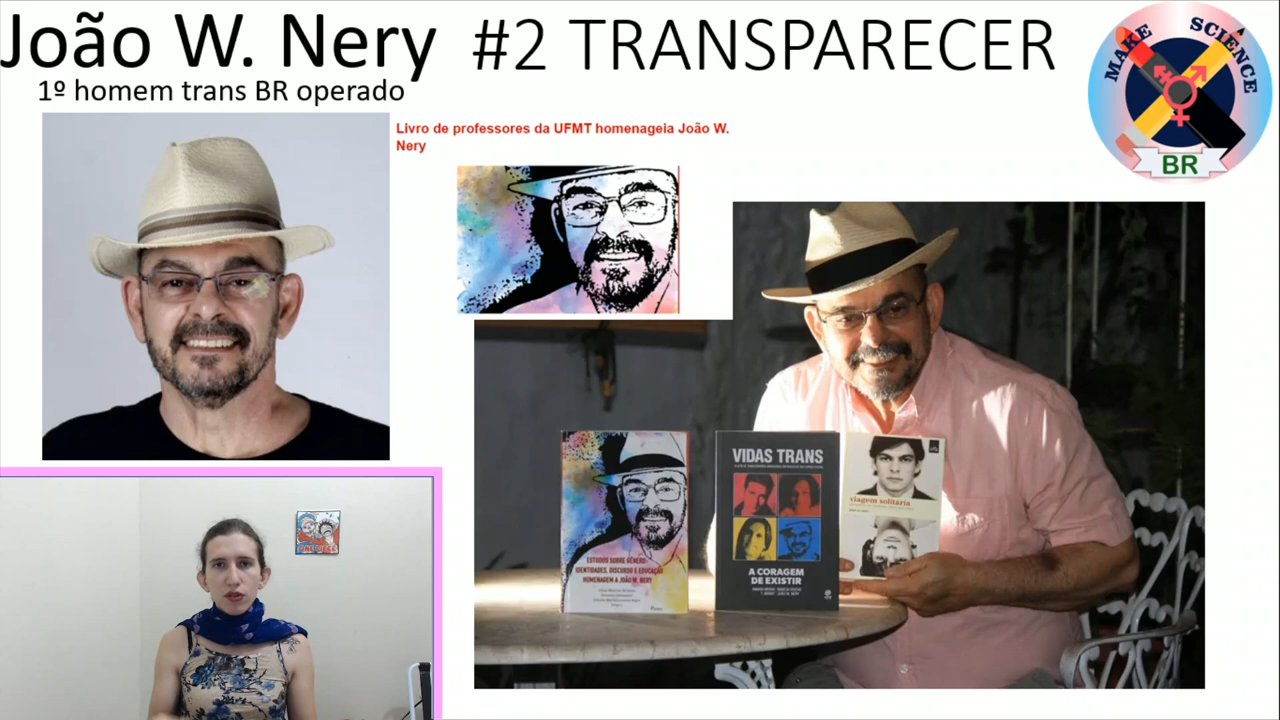 João W. Nery #2 TRANSPARECER
1º homem trans BR operado
MAKE SCIENCE
BR
Livro de professores da UFMT homenageia João W.
Nery
ESTUDOS SOBRE GÊNERO:
IDENTIDADES, DISCURSO E EDUCAÇÃO
HOMENAGEM A JOÃO W. NERY
VIDAS TRANS
A CORAGEM
DE EXISTIR
viagem solitária
ONE PIECE